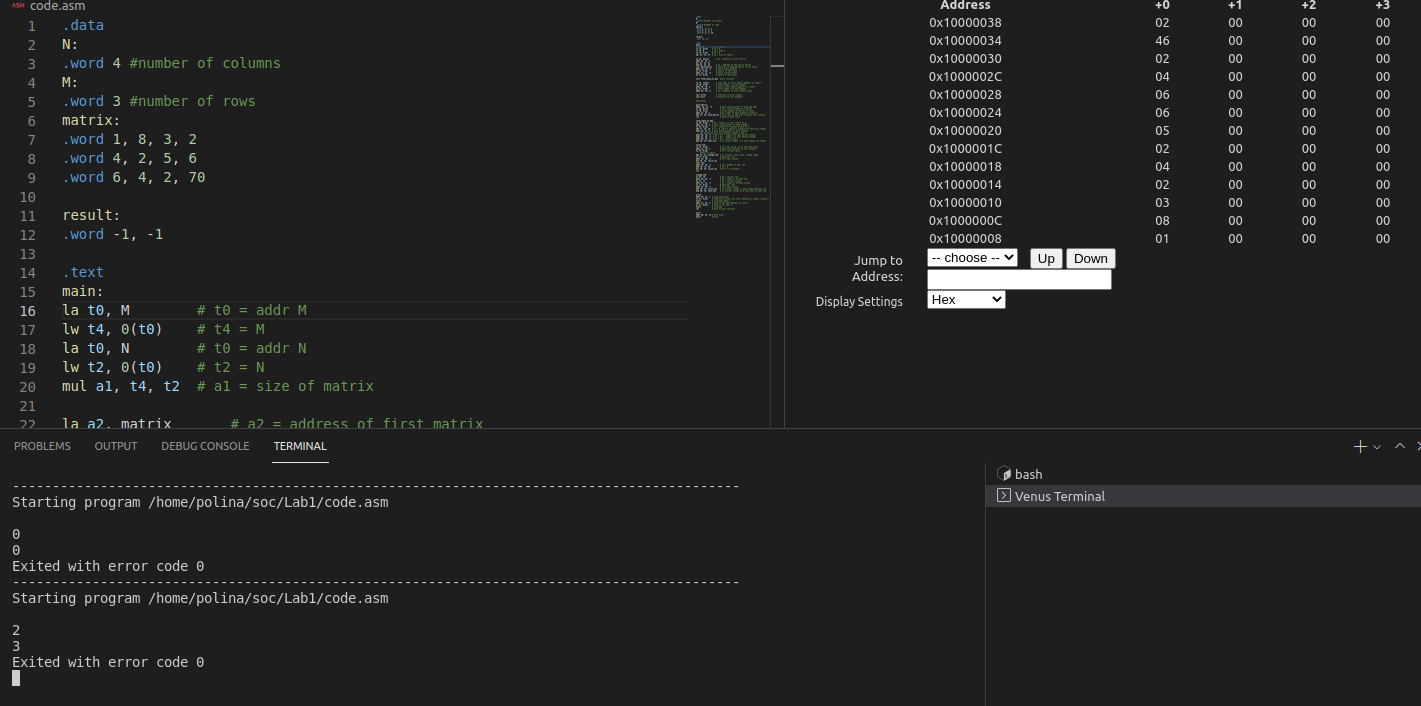 ASM code.asm
1 .data
2 N:
3 .word 4 #number of columns
4 M:
5 .word 3 #number of rows
6 matrix:
7 .word 1, 8, 3, 2
8 .word 4, 2, 5, 6
9 .word 6, 4, 2, 70
10
11 result:
12 .word -1, -1
13
14 .text
15 main:
16 la t0, M # t0 = addr M
17 lw t4, 0(t0) # t4 = M
18 la t0, N # t0 = addr N
19 lw t2, 0(t0) # t2 = N
20 mul a1, t4, t2 # a1 = size of matrix
21
22 la a2, matrix # a2 = address of first matrix
Address +0 +1 +2 +3
0x10000038 02 00 00 00
0x10000034 46 00 00 00
0x10000030 02 00 00 00
0x1000002C 04 00 00 00
0x10000028 06 00 00 00
0x10000024 06 00 00 00
0x10000020 05 00 00 00
0x1000001C 02 00 00 00
0x10000018 04 00 00 00
0x10000014 02 00 00 00
0x10000010 03 00 00 00
0x1000000C 08 00 00 00
0x10000008 01 00 00 00
Jump to -- choose -- Up Down
Address:
Display Settings Hex
PROBLEMS OUTPUT DEBUG CONSOLE TERMINAL
-------------------------------------------------------------------------------------------
Starting program /home/polina/soc/Lab1/code.asm
0
0
Exited with error code 0
-------------------------------------------------------------------------------------------
Starting program /home/polina/soc/Lab1/code.asm
2
3
Exited with error code 0
bash
Venus Terminal